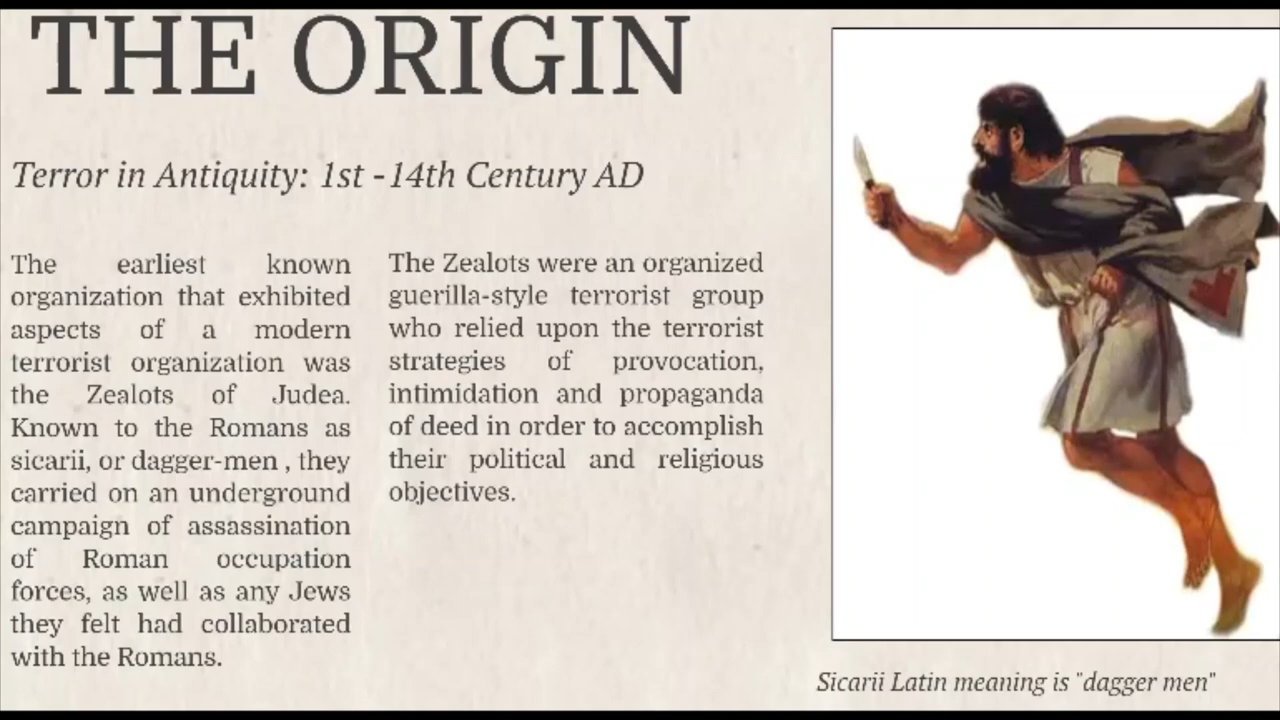 THE ORIGIN
Terror in Antiquity: 1st -14th Century AD
The earliest known
organization that exhibited
aspects of a modern
terrorist organization was
the Zealots of Judea.
Known to the Romans as
sicarii, or dagger-men , they
carried on an underground
campaign of assassination
of Roman occupation
forces, as well as any Jews
they felt had collaborated
with the Romans.
The Zealots were an organized
guerilla-style terrorist group
who relied upon the terrorist
strategies of provocation,
intimidation and propaganda
of deed in order to accomplish
their political and religious
objectives.
Sicarii Latin meaning is "dagger men"